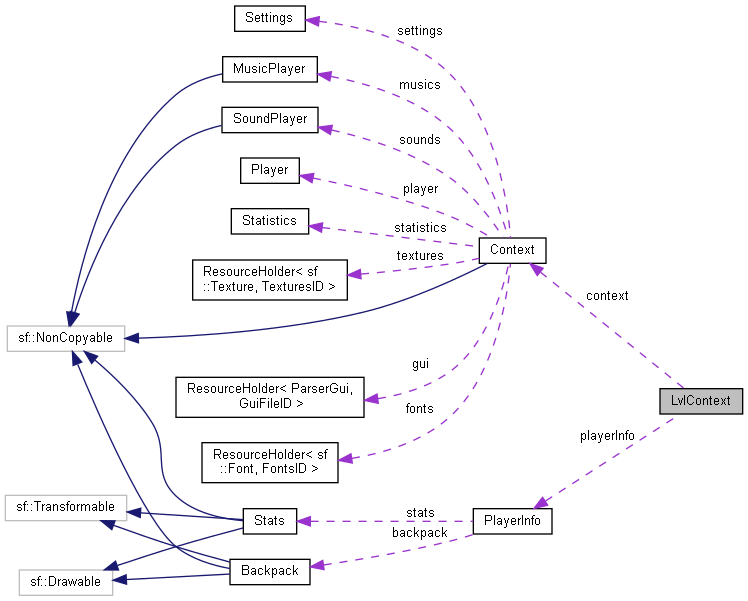 Settings
settings
MusicPlayer
musics
SoundPlayer
sounds
Player
player
Statistics
statistics
Context
textures
ResourceHolder< sf
::Texture, TexturesID >
context
sf::NonCopyable
gui
ResourceHolder< ParserGui,
GuiFileID >
LvlContext
fonts
playerInfo
ResourceHolder< sf
::Font, FontsID >
sf::Transformable
stats
Stats
PlayerInfo
backpack
Backpack
sf::Drawable